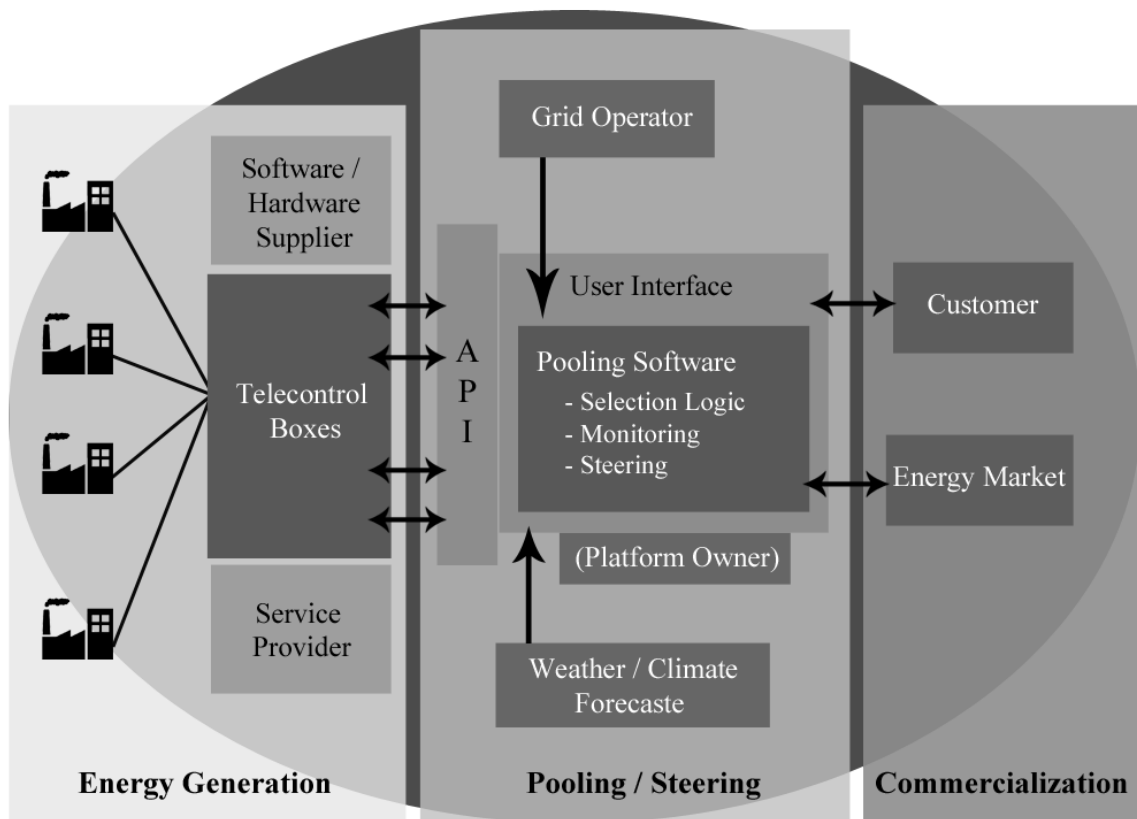 Software /
Hardware
Supplier
Telecontrol
Boxes
Service
Provider
Energy Generation
Grid Operator
A
P
I
User Interface
Pooling Software
- Selection Logic
- Monitoring
- Steering
(Platform Owner)
Weather / Climate
Forecaste
Pooling / Steering
Customer
Energy Market
Commercialization